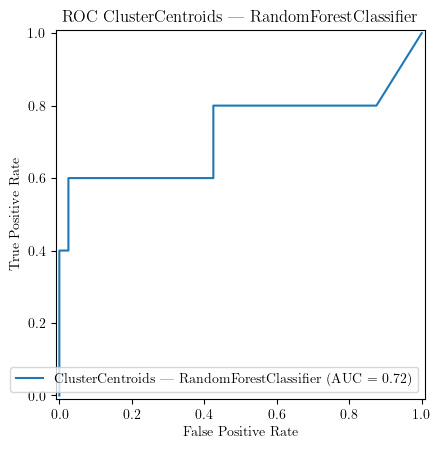 ROC ClusterCentroids — RandomForestClassifier
1.0
0.8
0.6
0.4
0.2
0.0
True Positive Rate
ClusterCentroids — RandomForestClassifier (AUC = 0.72)
0.0 0.2 0.4 0.6 0.8 1.0
False Positive Rate